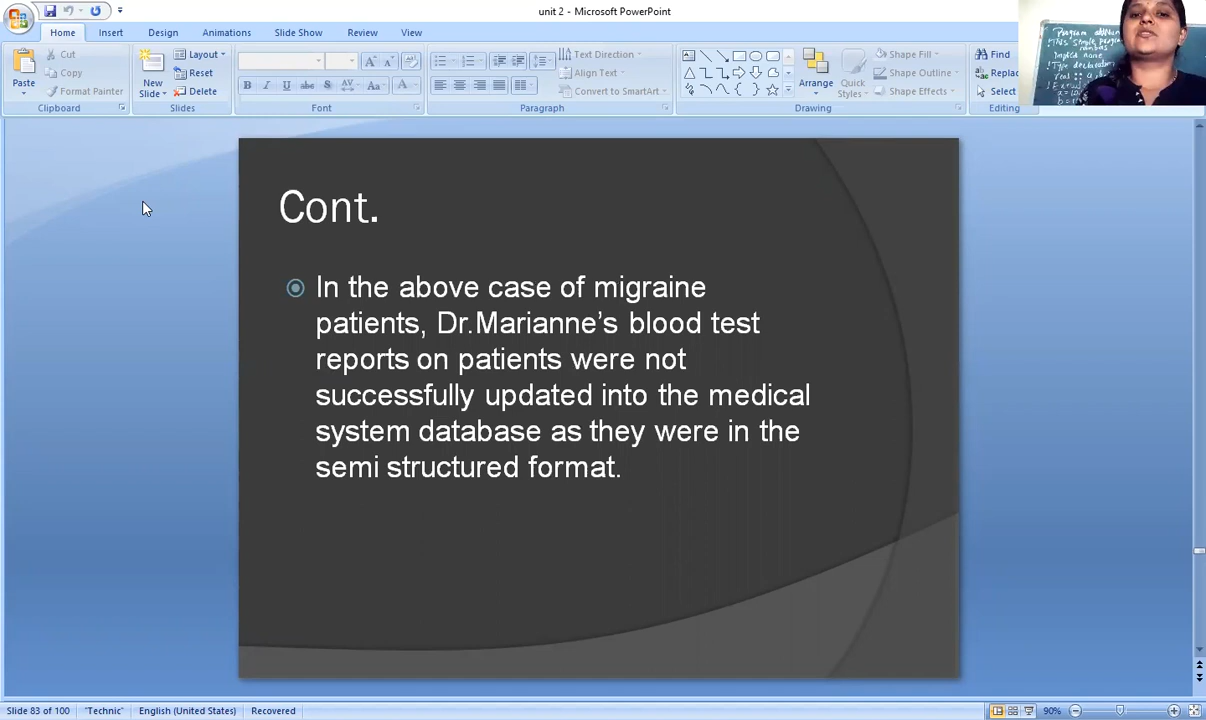 unit 2 - Microsoft PowerPoint
Home Insert Design Animations Slide Show Review View
Paste
Cut
Copy
Format Painter
Clipboard
New
Slide
Layout
Reset
Delete
Slides
B I U abc S AV Aa A
Font
Text Direction
Align Text
Convert to SmartArt
Paragraph
Arrange
Quick
Styles
Shape Fill
Shape Outline
Shape Effects
Drawing
Find
Replac
Select
Editing
Cont.
In the above case of migraine
patients, Dr.Marianne’s blood test
reports on patients were not
successfully updated into the medical
system database as they were in the
semi structured format.
Slide 83 of 100 "Technic" English (United States) Recovered 90%